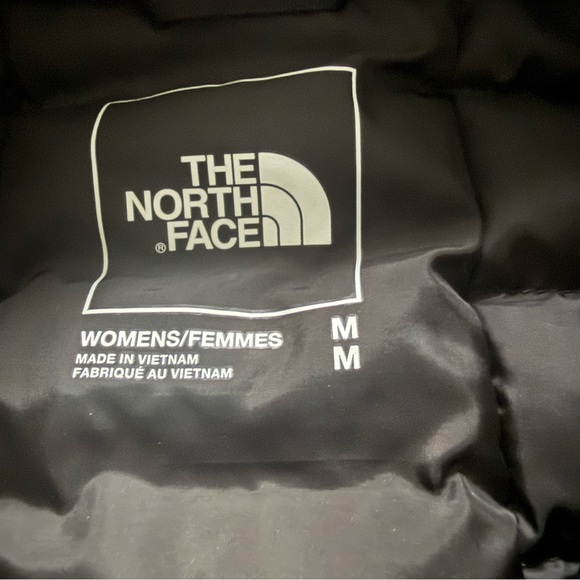 THE
NORTH
FACE
®
WOMENS/FEMMES M
MADE IN VIETNAM M
FABRIQUÉ AU VIETNAM